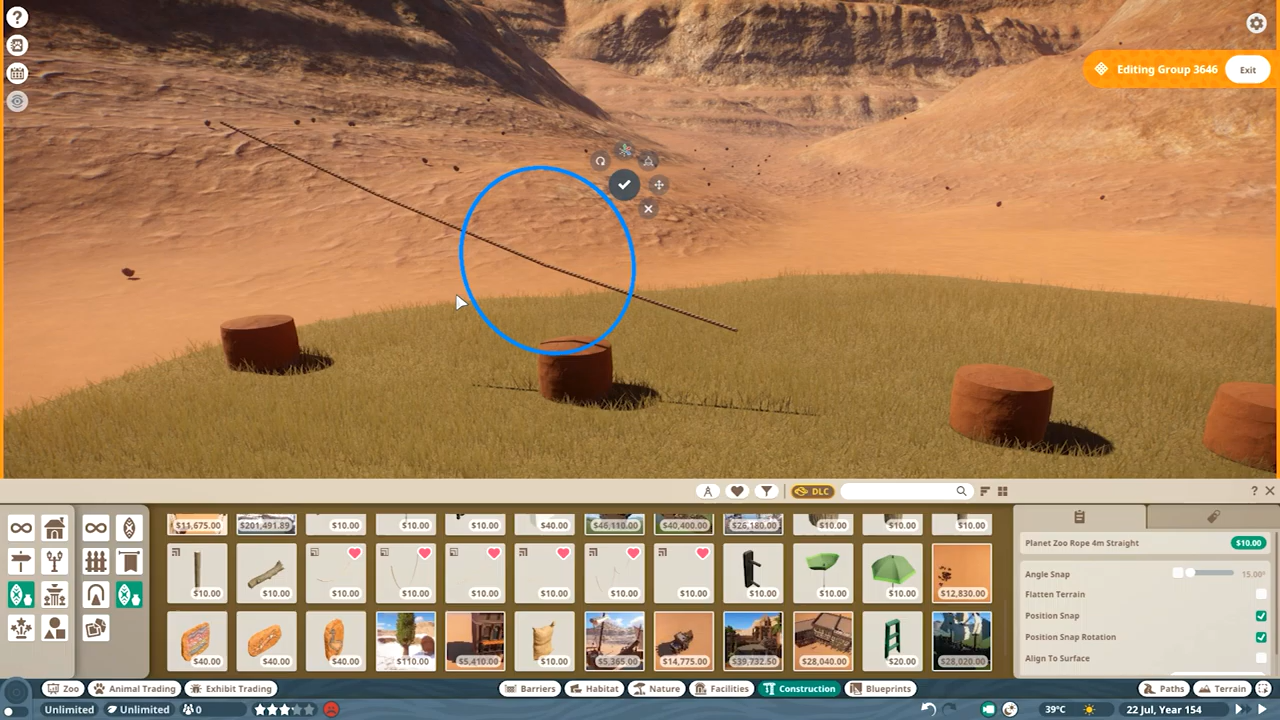 ?
Editing Group 3646 Exit
DLC
? ×
$11,675.00 $201,491.89 $10.00 $10.00 $10.00 $40.00 $46,110.00 $40,400.00 $26,180.00 $10.00 $10.00 $10.00
Planet Zoo Rope 4m Straight $10.00
Angle Snap 15.00°
Flatten Terrain
$10.00 $10.00 $10.00 $10.00 $10.00 $10.00 $10.00 $10.00 $10.00 $10.00 $10.00 $12,830.00
Position Snap
Position Snap Rotation
Align To Surface
$40.00 $40.00 $40.00 $110.00 $5,410.00 $10.00 $5,365.00 $14,775.00 $39,732.50 $28,040.00 $20.00 $28,020.00
Zoo Animal Trading Exhibit Trading Barriers Habitat Nature Facilities Construction Blueprints Paths Terrain
Unlimited Unlimited 0 39°C 22 Jul, Year 154